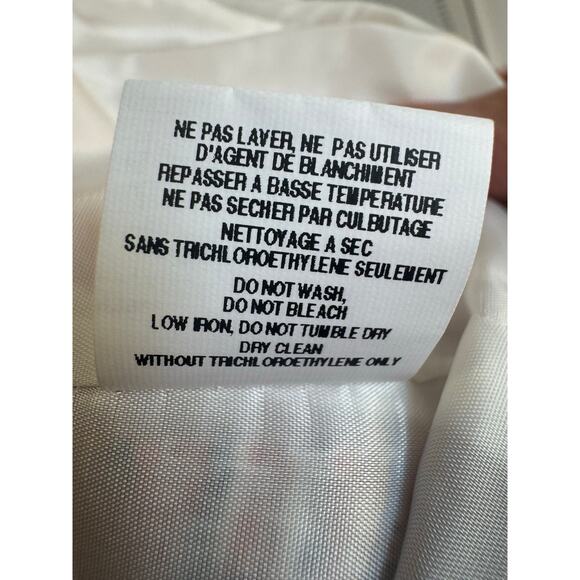 NE PAS LAVER, NE PAS UTILISER
D'AGENT DE BLANCHIMENT
REPASSER A BASSE TEMPERATURE
NE PAS SECHER PAR CULBUTAGE
NETTOYAGE A SEC
SANS TRICHLOROETHYLENE SEULEMENT
DO NOT WASH,
DO NOT BLEACH
LOW IRON, DO NOT TUMBLE DRY
DRY CLEAN
WITHOUT TRICHLOROETHYLENE ONLY